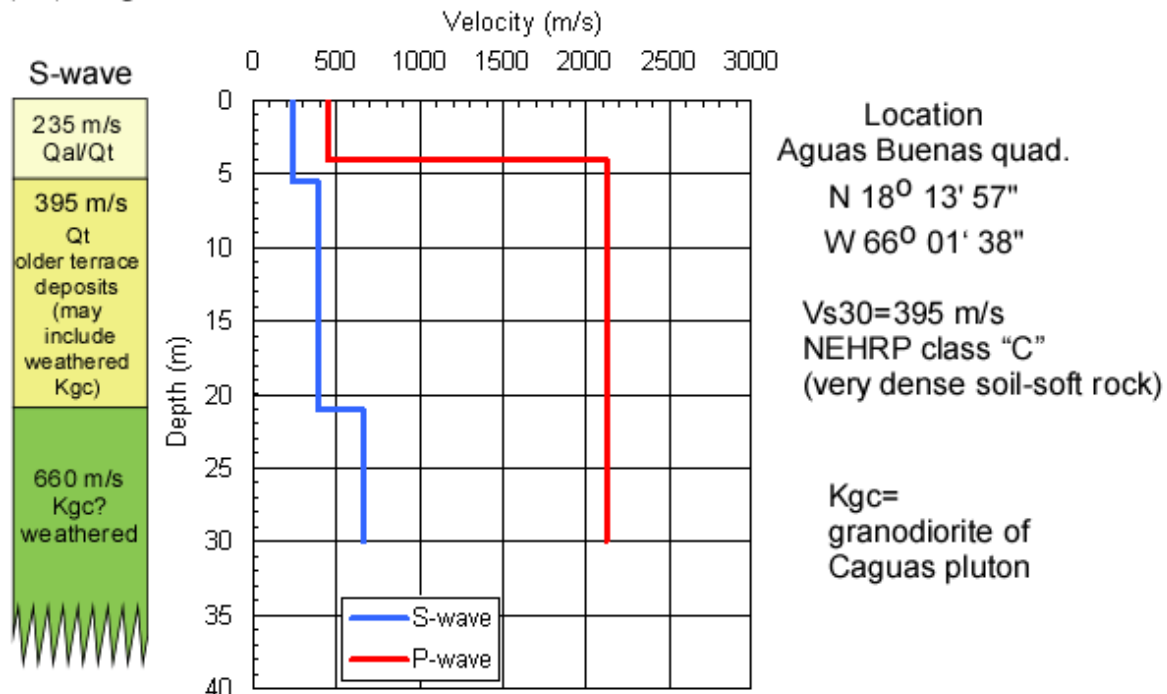 Velocity (m/s)
0 500 1000 1500 2000 2500 3000
S-wave
235 m/s
Qal/Qt
395 m/s
Qt
older terrace
deposits
(may
include
weathered
Kgc)
660 m/s
Kgc?
weathered
Depth (m)
0
5
10
15
20
25
30
35
40
S-wave
P-wave
Location
Aguas Buenas quad.
N 18⁰ 13' 57"
W 66⁰ 01‘ 38"
Vs30=395 m/s
NEHRP class “C”
(very dense soil-soft rock)
Kgc=
granodiorite of
Caguas pluton